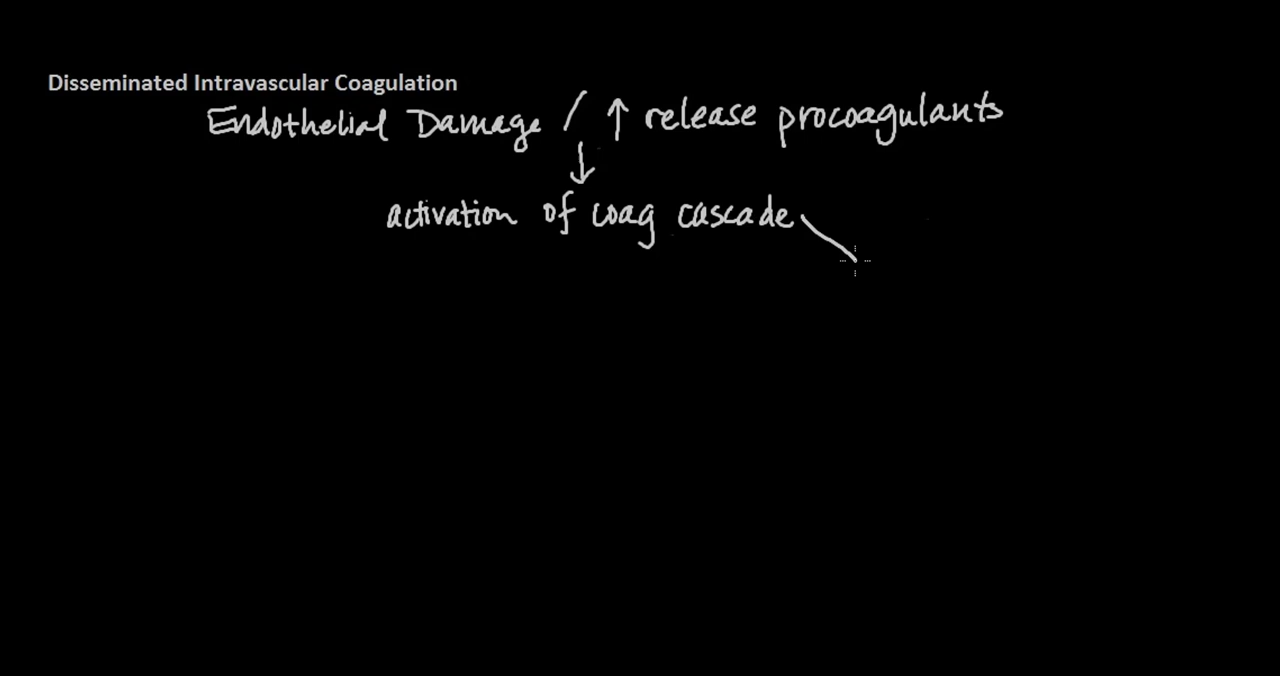 Disseminated Intravascular Coagulation
Endothelial Damage / ↑ release procoagulants
↓
activation of coag cascade